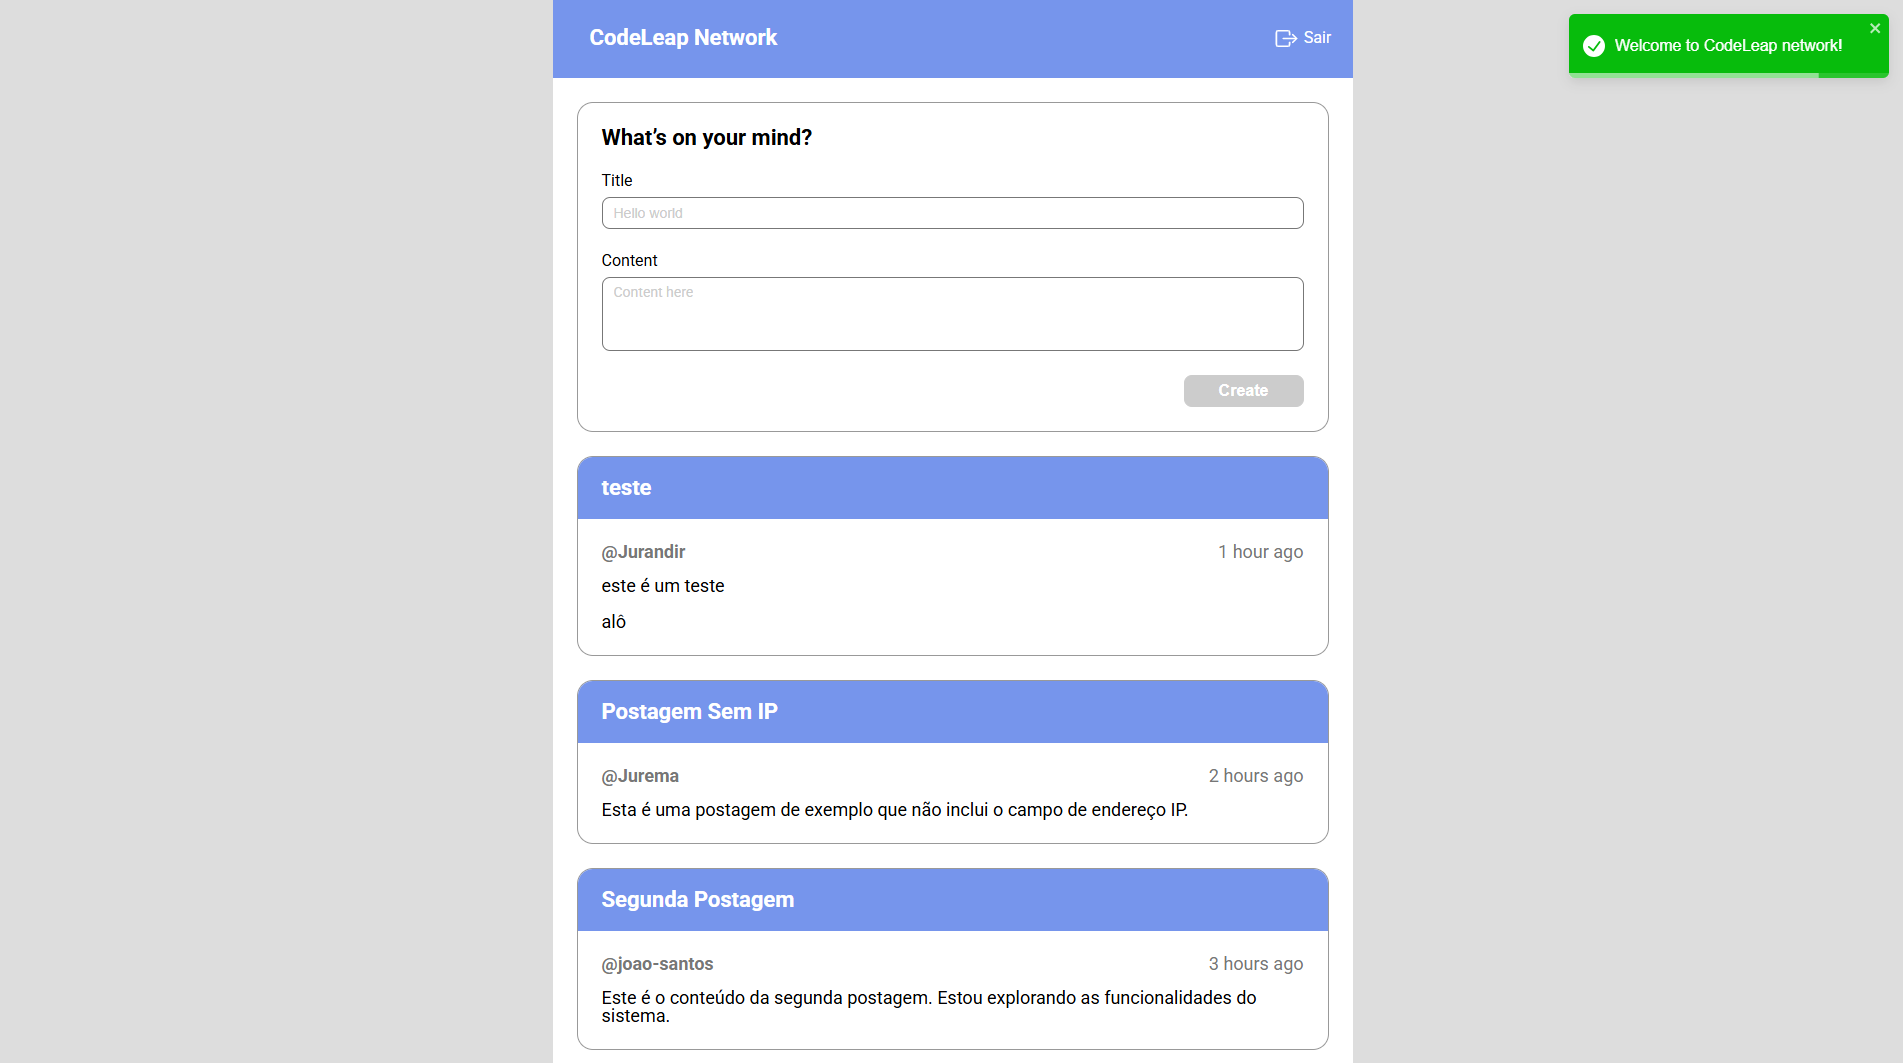 CodeLeap Network
Sair
Welcome to CodeLeap network!
What’s on your mind?
Title
Hello world
Content
Content here
Create
teste
@Jurandir
1 hour ago
este é um teste
alô
Postagem Sem IP
@Jurema
2 hours ago
Esta é uma postagem de exemplo que não inclui o campo de endereço IP.
Segunda Postagem
@joao-santos
3 hours ago
Este é o conteúdo da segunda postagem. Estou explorando as funcionalidades do
sistema.